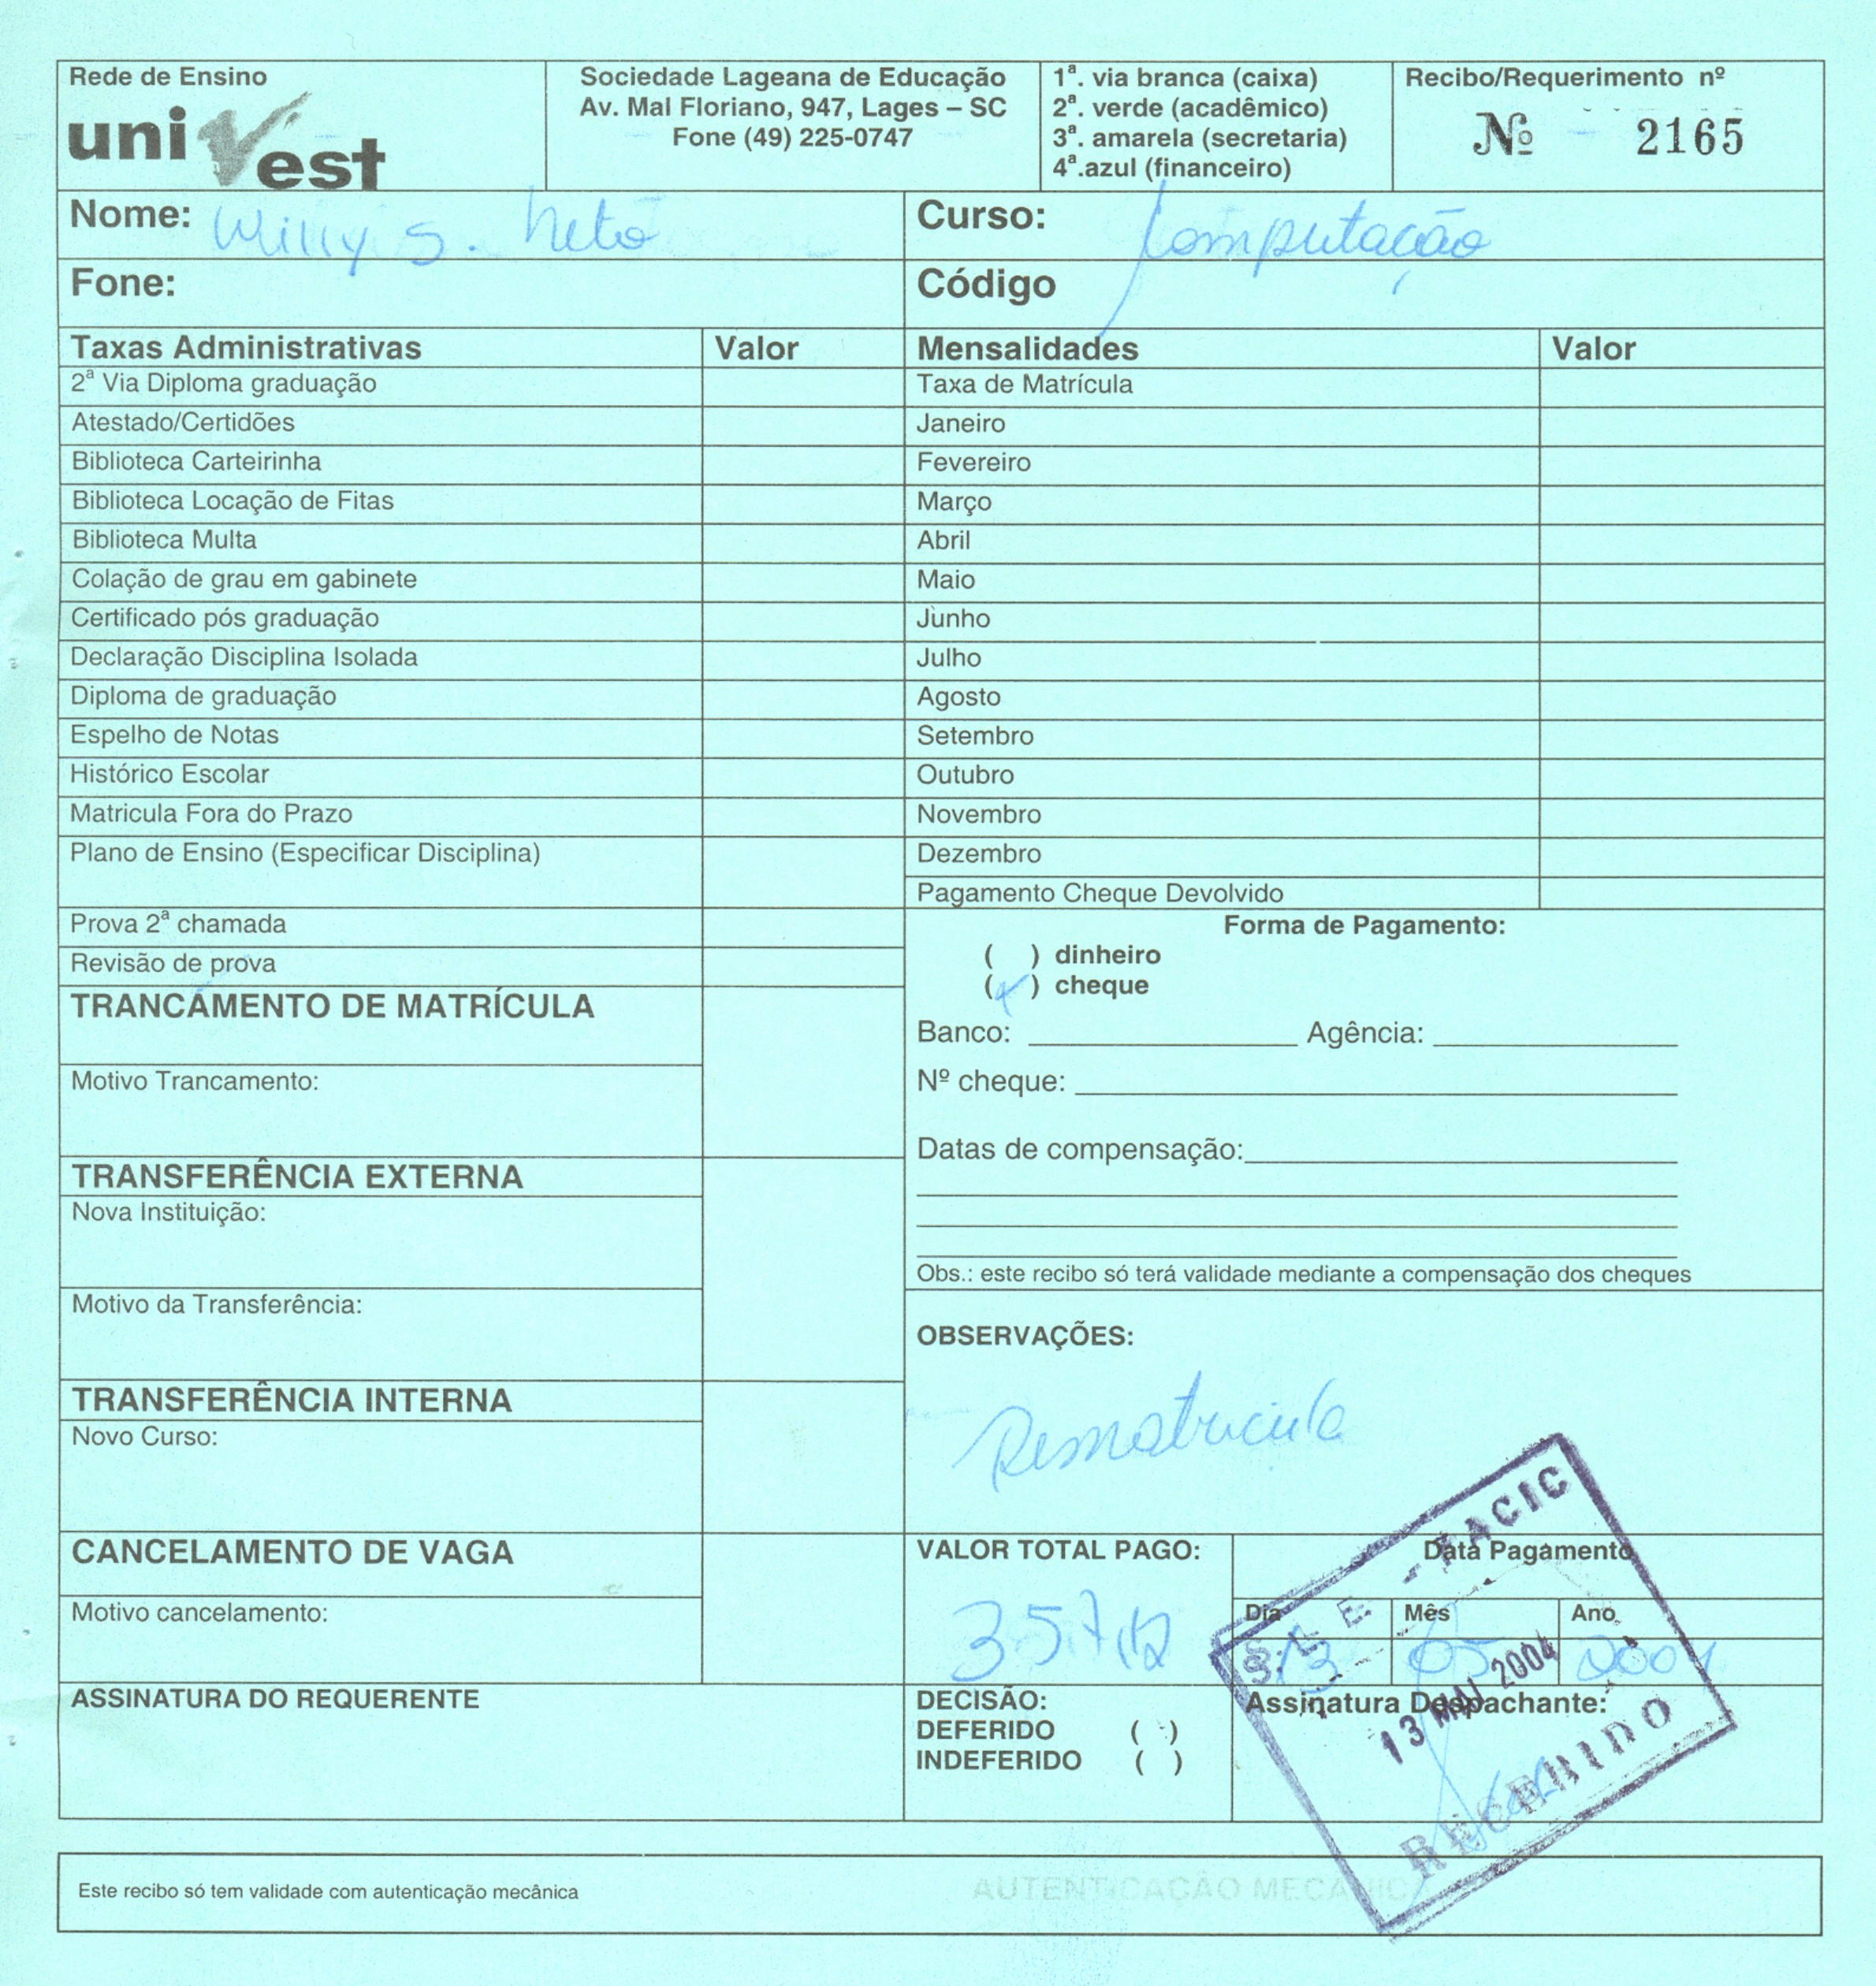 Rede de Ensino
uniVest
Sociedade Lageana de Educação
Av. Mal Floriano, 947, Lages – SC
Fone (49) 225-0747
1ª. via branca (caixa)
2ª. verde (acadêmico)
3ª. amarela (secretaria)
4ª.azul (financeiro)
Recibo/Requerimento nº
Nº 2165
Nome: Willy S. Neto
Curso: Computação
Fone:
Código
Taxas Administrativas Valor
Mensalidades Valor
2ª Via Diploma graduação
Taxa de Matrícula
Atestado/Certidões
Janeiro
Biblioteca Carteirinha
Fevereiro
Biblioteca Locação de Fitas
Março
Biblioteca Multa
Abril
Colação de grau em gabinete
Maio
Certificado pós graduação
Junho
Declaração Disciplina Isolada
Julho
Diploma de graduação
Agosto
Espelho de Notas
Setembro
Histórico Escolar
Outubro
Matricula Fora do Prazo
Novembro
Plano de Ensino (Especificar Disciplina)
Dezembro
Pagamento Cheque Devolvido
Prova 2ª chamada
Revisão de prova
Forma de Pagamento:
( ) dinheiro
(x) cheque
Banco: Agência:
Nº cheque:
Datas de compensação:
Obs.: este recibo só terá validade mediante a compensação dos cheques
TRANCAMENTO DE MATRÍCULA
Motivo Trancamento:
TRANSFERÊNCIA EXTERNA
Nova Instituição:
Motivo da Transferência:
TRANSFERÊNCIA INTERNA
Novo Curso:
OBSERVAÇÕES:
Rematricula
CANCELAMENTO DE VAGA
Motivo cancelamento:
VALOR TOTAL PAGO:
357,12
Data Pagamento
Dia Mês Ano
13 05 2004
ASSINATURA DO REQUERENTE
DECISÃO:
DEFERIDO ( )
INDEFERIDO ( )
Assinatura Despachante:
S. L. E. - FACIC
13 MAI 2004
RECEBIDO
Este recibo só tem validade com autenticação mecânica
AUTENTICAÇÃO MECÂNICA